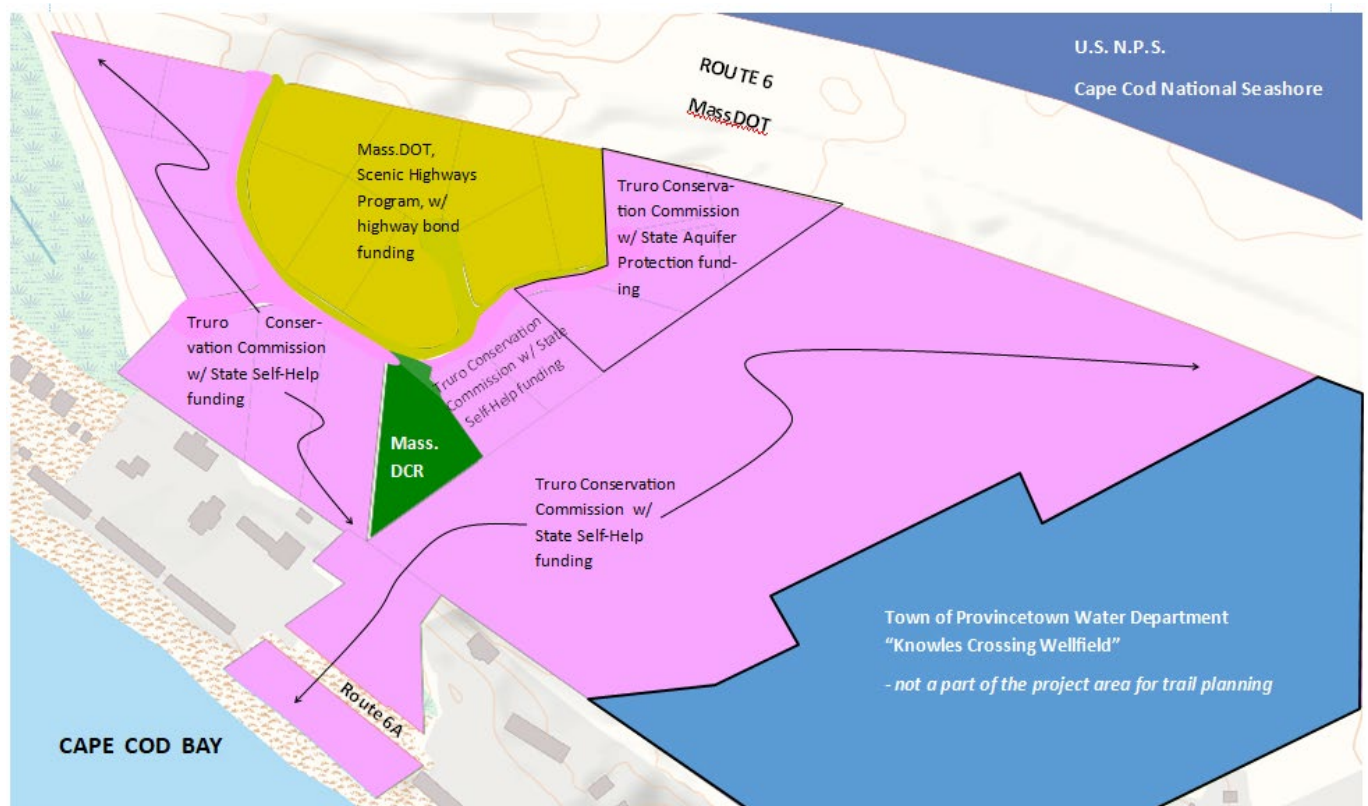 U.S. N.P.S.
Cape Cod National Seashore
ROUTE 6
Mass.DOT
Mass.DOT,
Scenic Highways
Program, w/
highway bond
funding
Truro Conserva-
tion Commission
w/ State Aquifer
Protection fund-
ing
Truro Conser-
vation Commission
w/ State Self-Help
funding
Truro Conservation
Commission w/ State
Self-Help funding
Mass.
DCR
Truro Conservation
Commission w/
State Self-Help
funding
Town of Provincetown Water Department
“Knowles Crossing Wellfield”
- not a part of the project area for trail planning
Route 6A
CAPE COD BAY